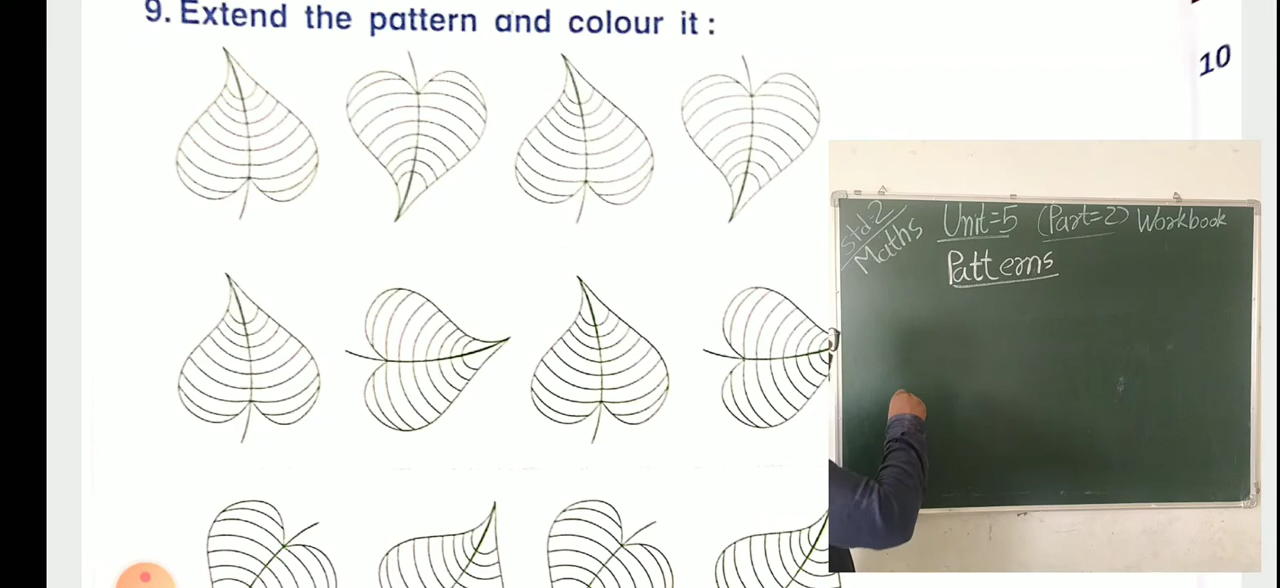 9. Extend the pattern and colour it :
10
Std:2
Maths
Unit=5 (Part=2) Workbook
Patterns